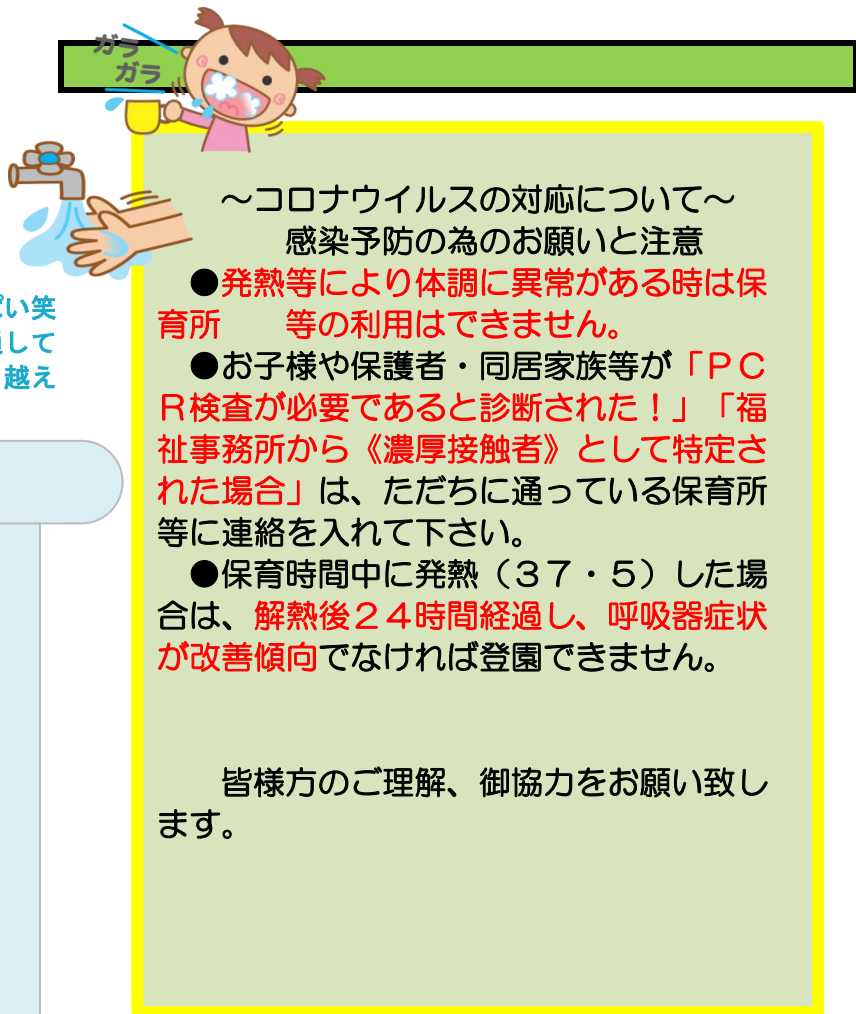 ガラ
ガラ
～コロナウイルスの対応について～
感染予防の為のお願いと注意
●発熱等により体調に異常がある時は保
育所　　等の利用はできません。
●お子様や保護者・同居家族等が「ＰＣ
Ｒ検査が必要であると診断された！」「福
祉事務所から《濃厚接触者》として特定さ
れた場合」は、ただちに通っている保育所
等に連絡を入れて下さい。
●保育時間中に発熱（３７・５）した場
合は、解熱後２４時間経過し、呼吸器症状
が改善傾向でなければ登園できません。
皆様方のご理解、御協力をお願い致し
ます。
い笑
して
越え